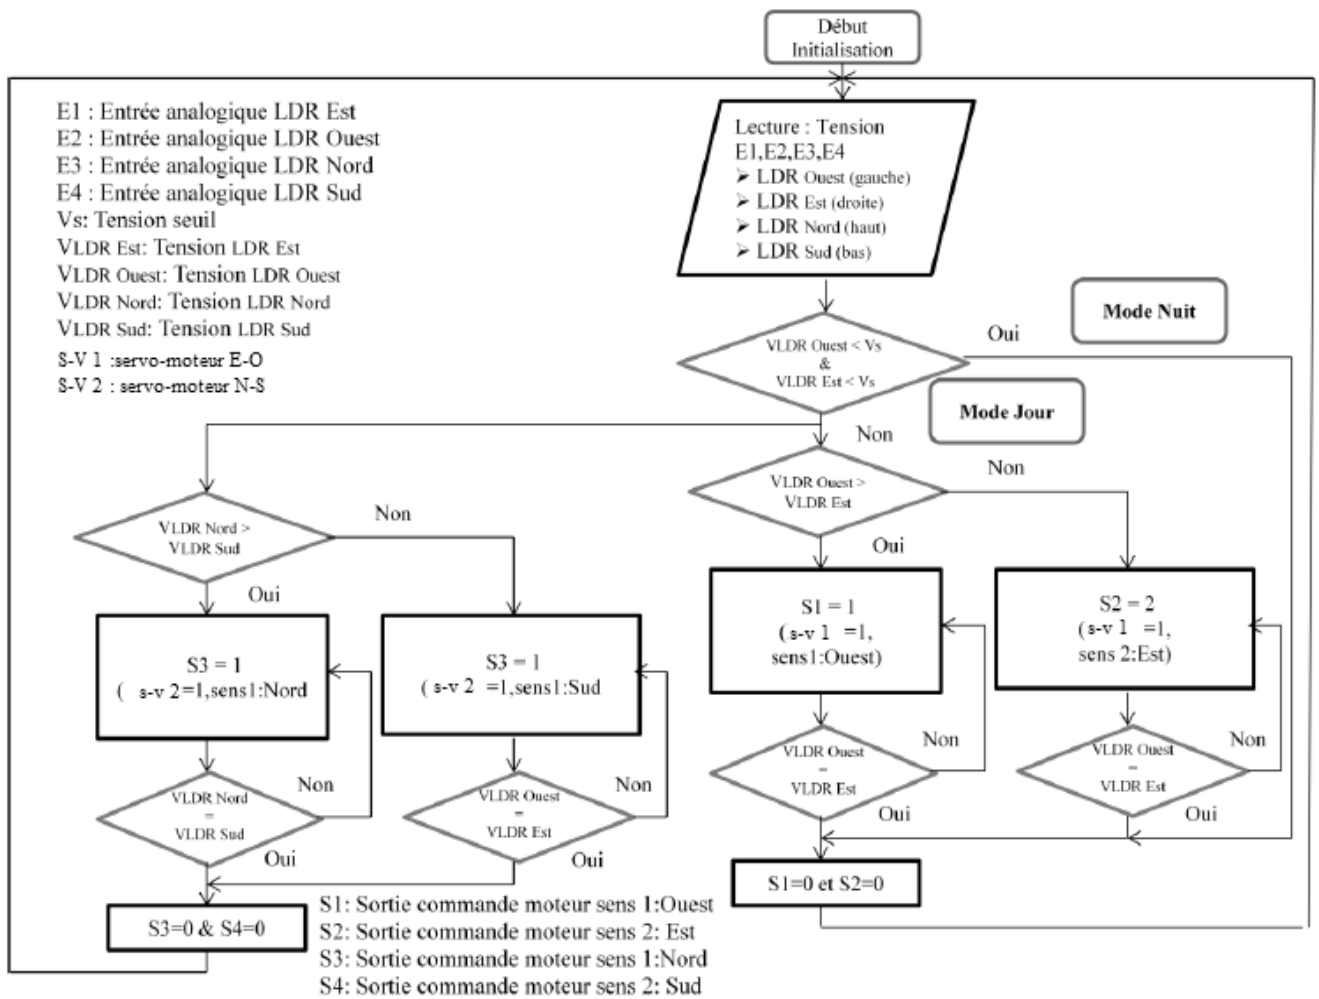 Début
Initialisation
E1 : Entrée analogique LDR Est
E2 : Entrée analogique LDR Ouest
E3 : Entrée analogique LDR Nord
E4 : Entrée analogique LDR Sud
Vs: Tension seuil
VLDR Est: Tension LDR Est
VLDR Ouest: Tension LDR Ouest
VLDR Nord: Tension LDR Nord
VLDR Sud: Tension LDR Sud
S-V 1 :servo-moteur E-O
S-V 2 : servo-moteur N-S
Lecture : Tension
E1,E2,E3,E4
➢ LDR Ouest (gauche)
➢ LDR Est (droite)
➢ LDR Nord (haut)
➢ LDR Sud (bas)
Mode Nuit
Oui
VLDR Ouest < Vs
&
VLDR Est < Vs
Mode Jour
Non
VLDR Ouest >
VLDR Est
Non
Oui
VLDR Nord >
VLDR Sud
Non
Oui
S1 = 1
( s-v 1 =1,
sens1:Ouest)
S2 = 2
( s-v 1 =1,
sens 2:Est)
S3 = 1
( s-v 2=1,sens1:Nord
S3 = 1
( s-v 2 =1,sens1:Sud
VLDR Ouest
=
VLDR Est
Non
Oui
VLDR Ouest
=
VLDR Est
Non
Oui
VLDR Nord
=
VLDR Sud
Non
Oui
VLDR Ouest
=
VLDR Est
Non
Oui
S1=0 et S2=0
S3=0 & S4=0
S1: Sortie commande moteur sens 1:Ouest
S2: Sortie commande moteur sens 2: Est
S3: Sortie commande moteur sens 1:Nord
S4: Sortie commande moteur sens 2: Sud